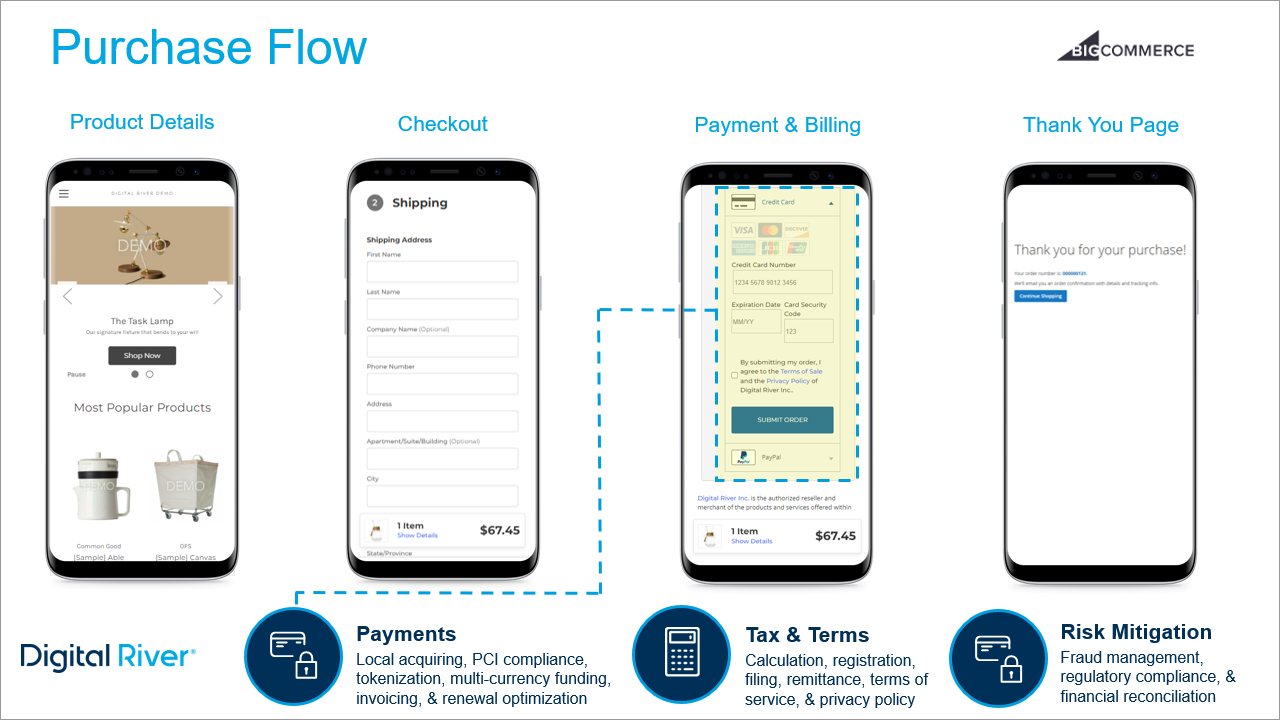 Purchase Flow
BIGCOMMERCE
Product Details
DIGITAL RIVER DEMO
DEMO
The Task Lamp
Our signature fixture that bends to your will
Shop Now
Pause
Most Popular Products
DEMO
Common Good
OFS
[Sample] Able
[Sample] Canvas
Checkout
2 Shipping
Shipping Address
First Name
Last Name
Company Name (Optional)
Phone Number
Address
Apartment/Suite/Building (Optional)
City
1 Item
Show Details
$67.45
State/Province
Payment & Billing
Credit Card
VISA MasterCard DISCOVER
JCB
Credit Card Number
1234 5678 9012 3456
Expiration Date
MM/YY
Card Security
Code
123
By submitting my order, I
agree to the Terms of Sale
and the Privacy Policy of
Digital River Inc..
SUBMIT ORDER
PayPal PayPal
Digital River Inc. is the authorized reseller and
merchant of the products and services offered within
1 Item
Show Details
$67.45
Thank You Page
Thank you for your purchase!
Your order number is: 000000131.
We'll email you an order confirmation with details and tracking info.
Continue Shopping
Digital River®
Payments
Local acquiring, PCI compliance,
tokenization, multi-currency funding,
invoicing, & renewal optimization
Tax & Terms
Calculation, registration,
filing, remittance, terms of
service, & privacy policy
Risk Mitigation
Fraud management,
regulatory compliance, &
financial reconciliation